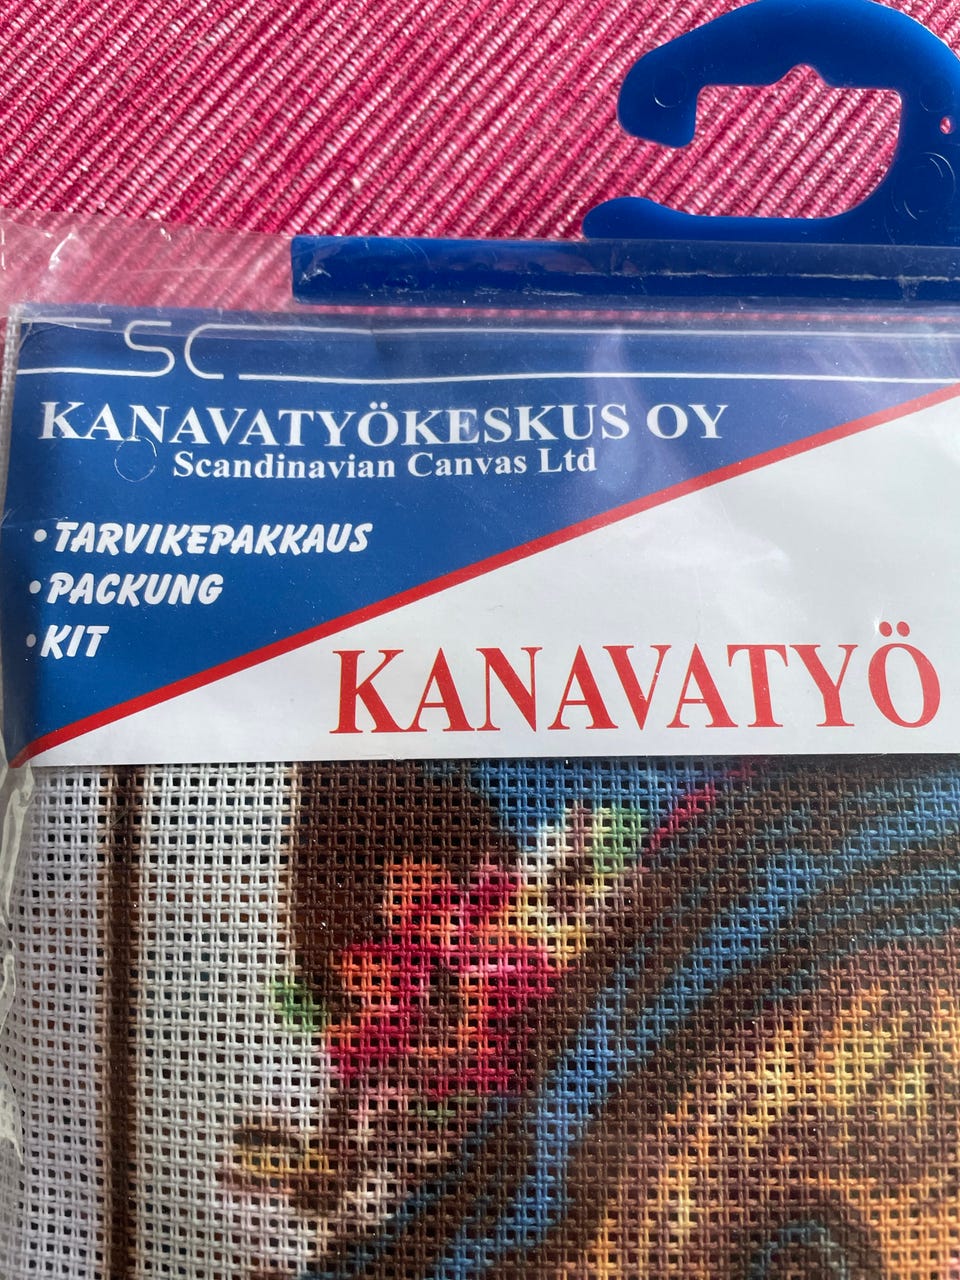 SC
KANAVATYÖKESKUS OY
Scandinavian Canvas Ltd
• TARVIKEPAKKAUS
• PACKUNG
• KIT
KANAVATYÖ